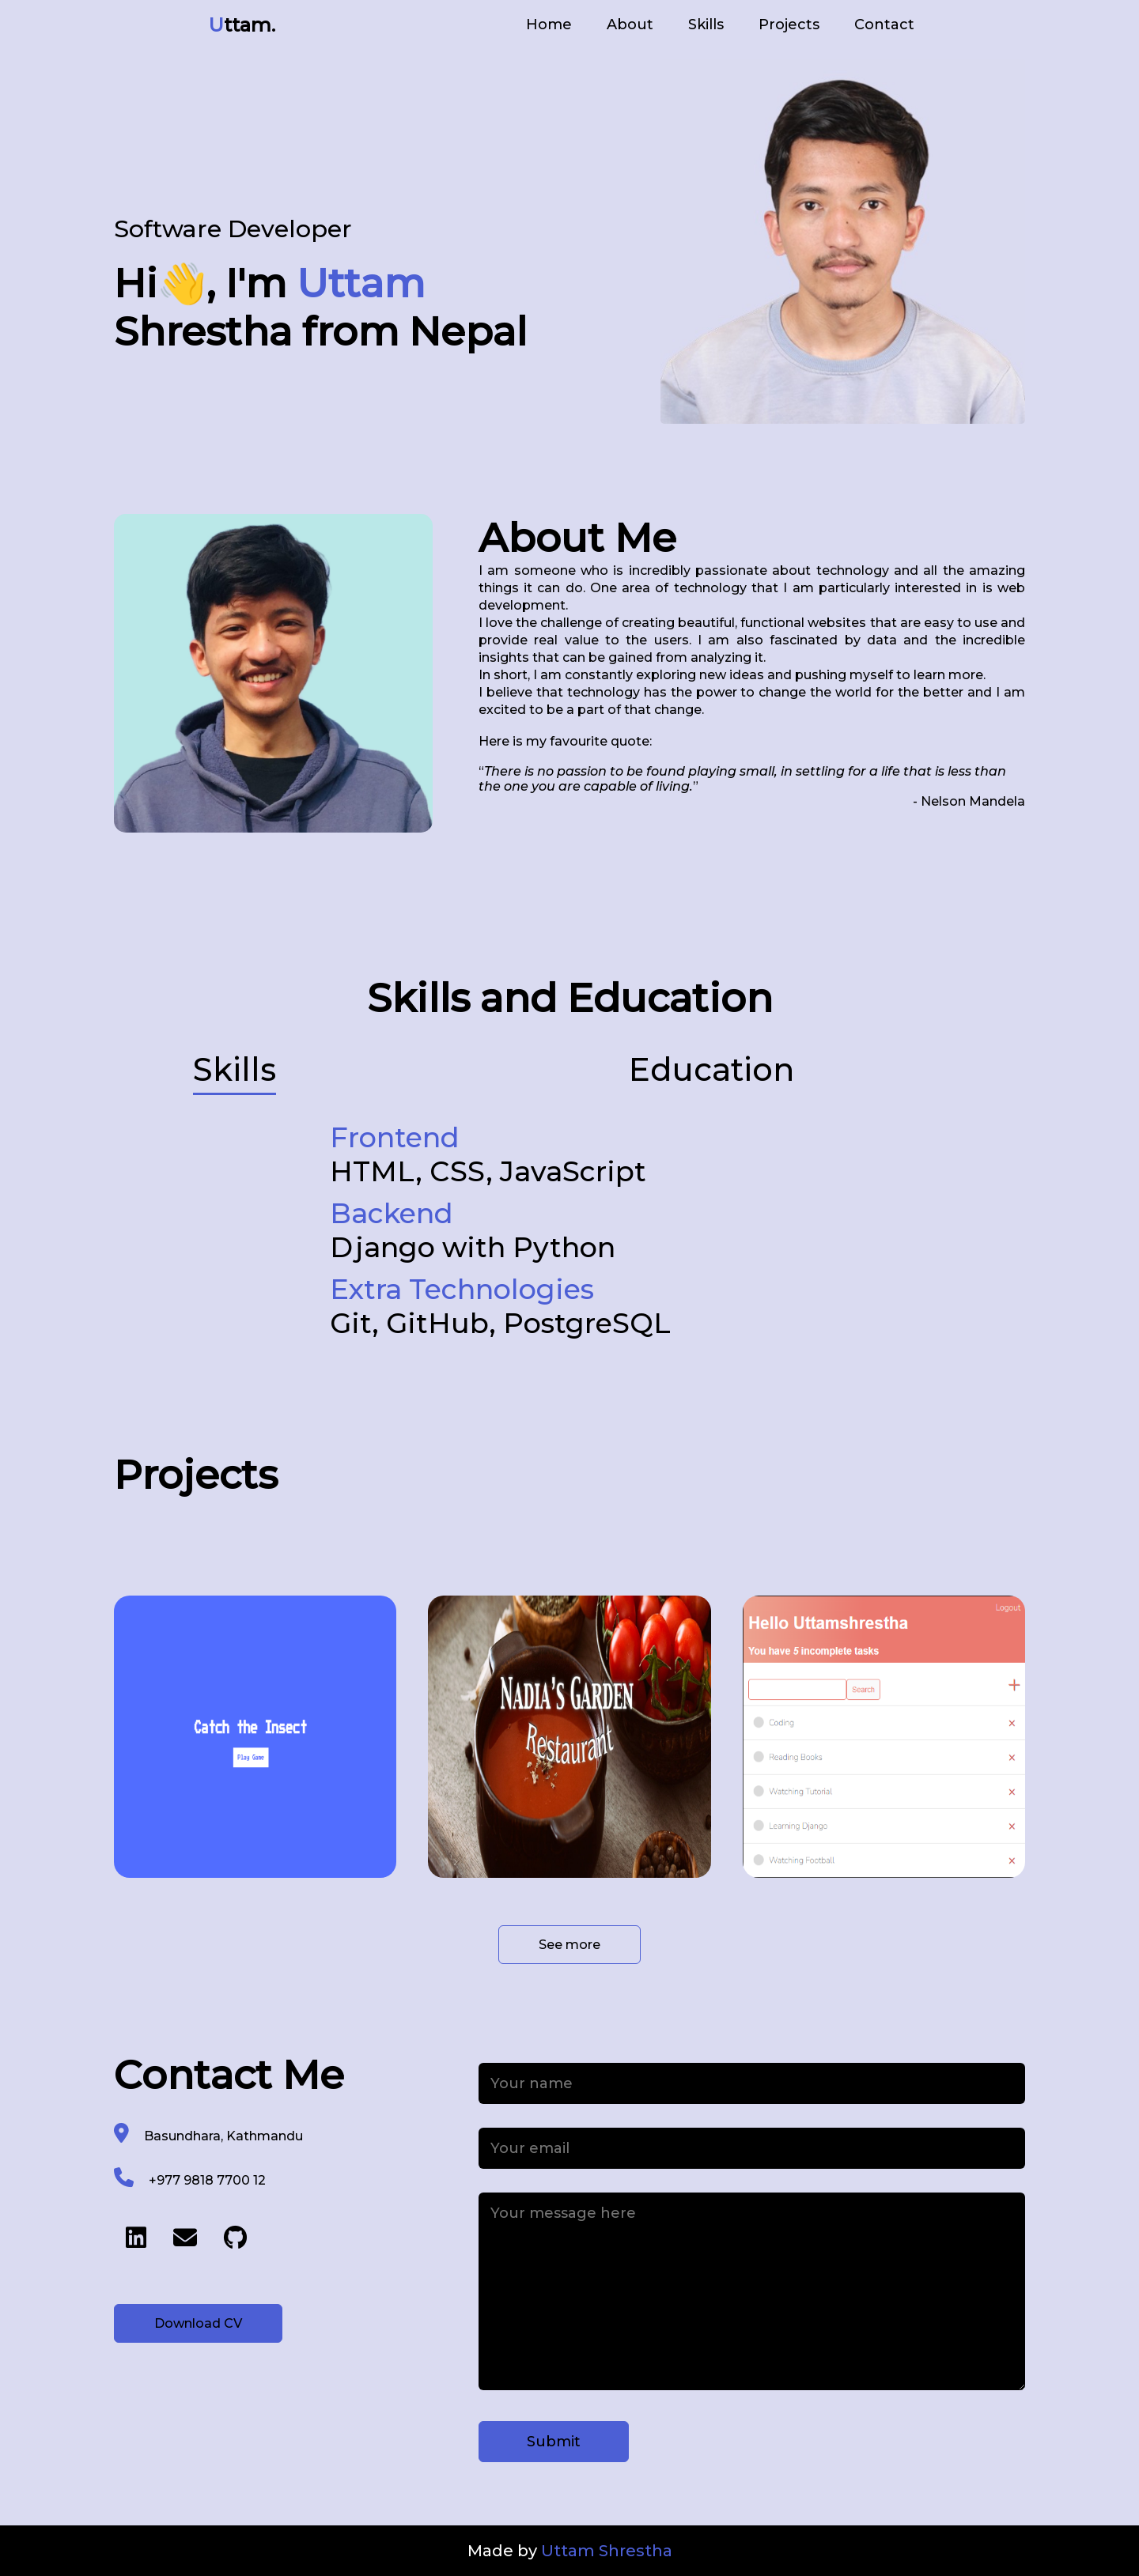 Uttam.
Home About Skills Projects Contact
Software Developer
Hi👋, I'm Uttam
Shrestha from Nepal
About Me
I am someone who is incredibly passionate about technology and all the amazing
things it can do. One area of technology that I am particularly interested in is web
development.
I love the challenge of creating beautiful, functional websites that are easy to use and
provide real value to the users. I am also fascinated by data and the incredible
insights that can be gained from analyzing it.
In short, I am constantly exploring new ideas and pushing myself to learn more.
I believe that technology has the power to change the world for the better and I am
excited to be a part of that change.
Here is my favourite quote:
“There is no passion to be found playing small, in settling for a life that is less than
the one you are capable of living.”
- Nelson Mandela
Skills and Education
Skills
Education
Frontend
HTML, CSS, JavaScript
Backend
Django with Python
Extra Technologies
Git, GitHub, PostgreSQL
Projects
Catch the Insect
Play Game
NADIA'S GARDEN
Restaurant
Logout
Hello Uttamshrestha
You have 5 incomplete tasks
Search
+
Coding ×
Reading Books ×
Watching Tutorial ×
Learning Django ×
Watching Football ×
See more
Contact Me
Basundhara, Kathmandu
+977 9818 7700 12
Download CV
Your name
Your email
Your message here
Submit
Made by Uttam Shrestha